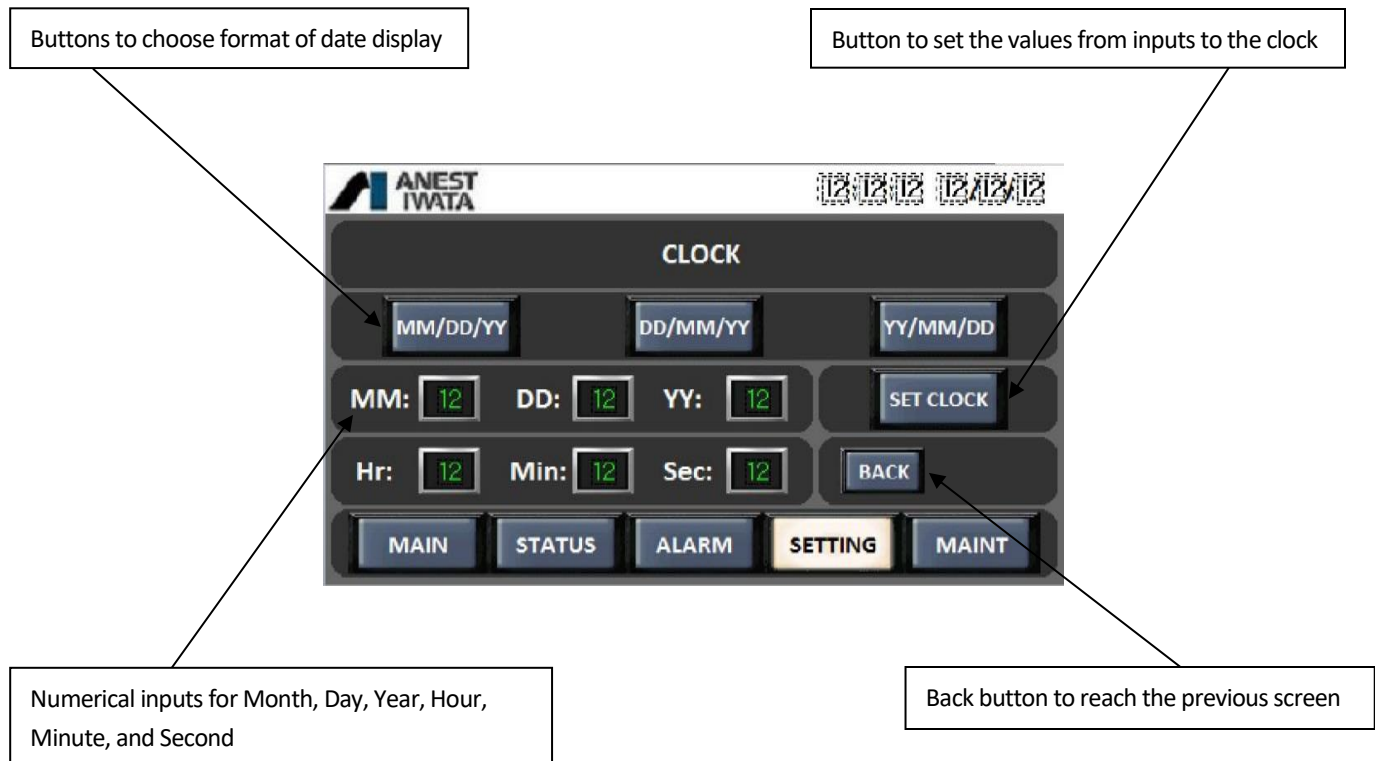 Buttons to choose format of date display
Button to set the values from inputs to the clock
ANEST
IWATA
12:12:12 12/12/12
CLOCK
MM/DD/YY DD/MM/YY YY/MM/DD
MM: 12 DD: 12 YY: 12 SET CLOCK
Hr: 12 Min: 12 Sec: 12 BACK
MAIN STATUS ALARM SETTING MAINT
Numerical inputs for Month, Day, Year, Hour,
Minute, and Second
Back button to reach the previous screen